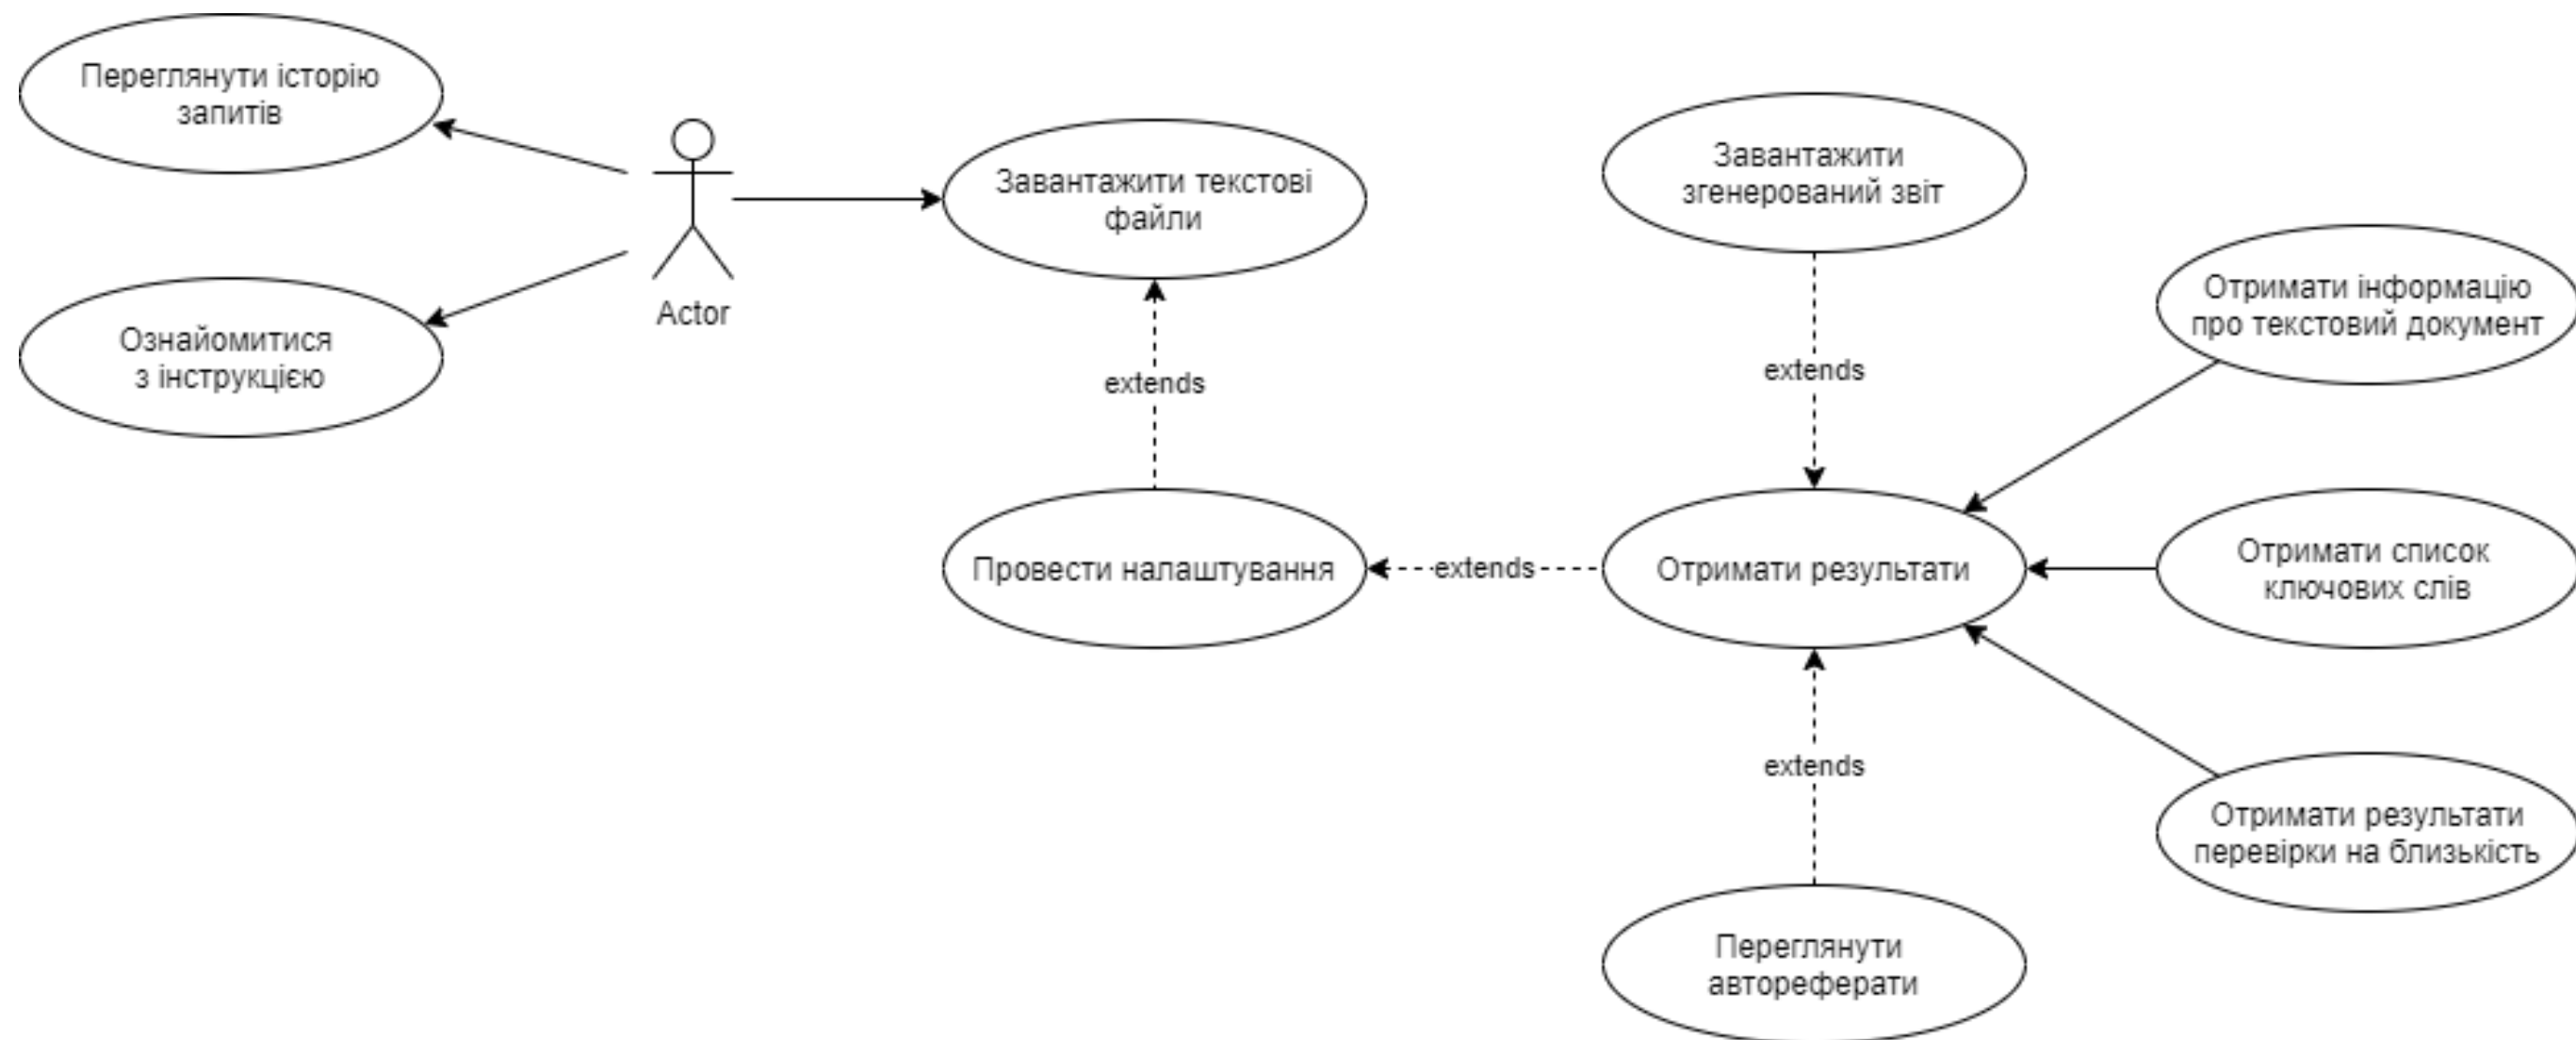 Переглянути історію
запитів
Ознайомитися
з інструкцією
Actor
Завантажити текстові
файли
extends
Провести налаштування
extends
Завантажити
згенерований звіт
extends
Отримати результати
extends
Переглянути
автореферати
Отримати інформацію
про текстовий документ
Отримати список
ключових слів
Отримати результати
перевірки на близькість